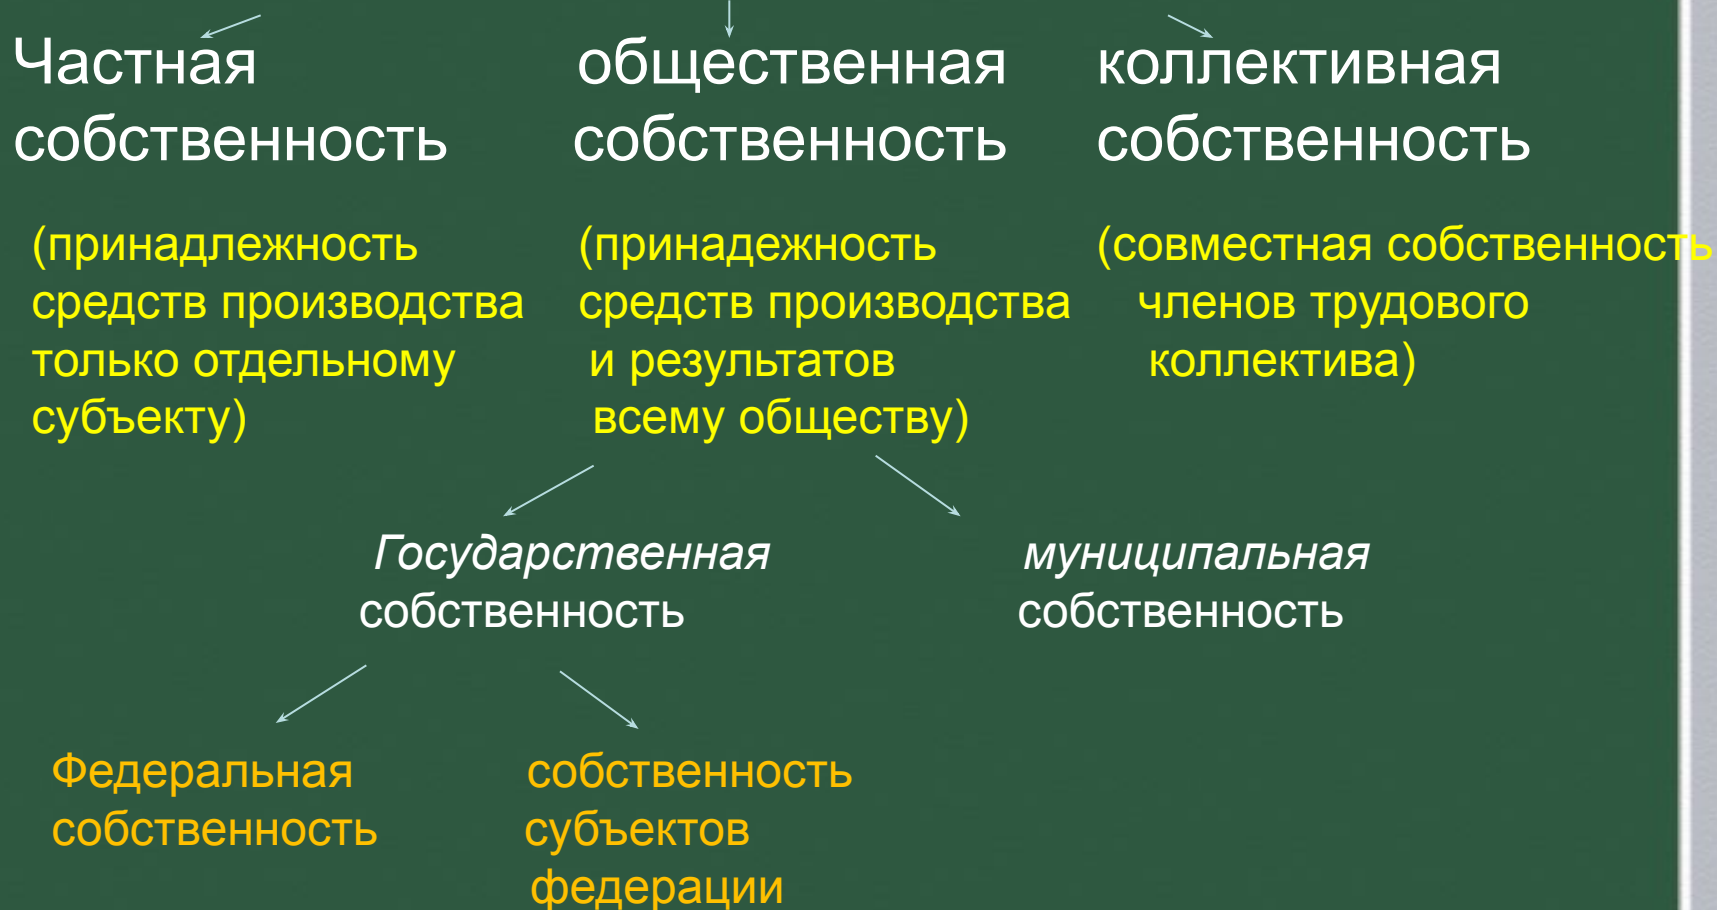 Частная
собственность
общественная
собственность
коллективная
собственность
(принадлежность
средств производства
только отдельному
субъекту)
(принадежность
средств производства
и результатов
всему обществу)
(совместная собственность
членов трудового
коллектива)
Государственная
собственность
муниципальная
собственность
Федеральная
собственность
собственность
субъектов
федерации